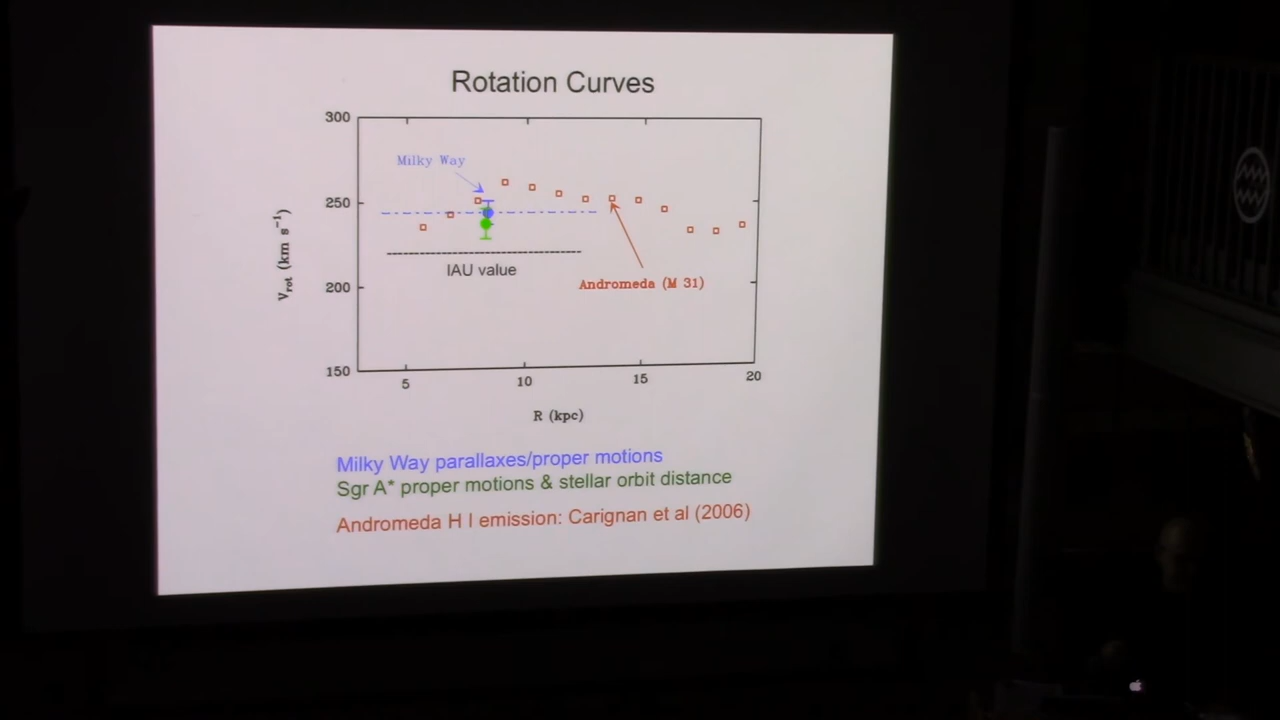 Rotation Curves
300
Milky Way
250
V_rot (km s⁻¹)
IAU value
200
Andromeda (M 31)
150
5
10
15
20
R (kpc)
Milky Way parallaxes/proper motions
Sgr A* proper motions & stellar orbit distance
Andromeda H I emission: Carignan et al (2006)